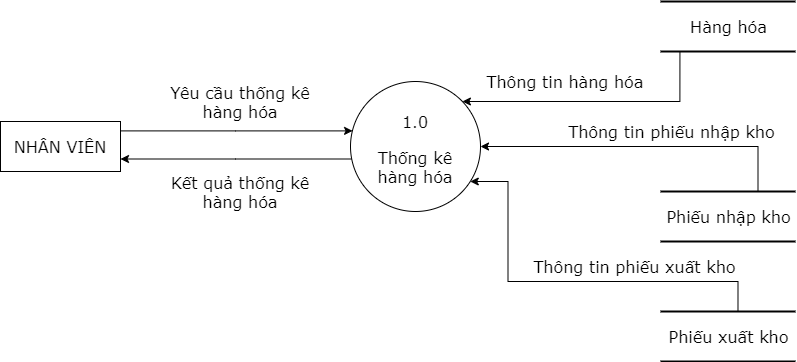 Hàng hóa
Thông tin hàng hóa
Yêu cầu thống kê
hàng hóa
1.0
Thông tin phiếu nhập kho
NHÂN VIÊN
Thống kê
hàng hóa
Kết quả thống kê
hàng hóa
Phiếu nhập kho
Thông tin phiếu xuất kho
Phiếu xuất kho